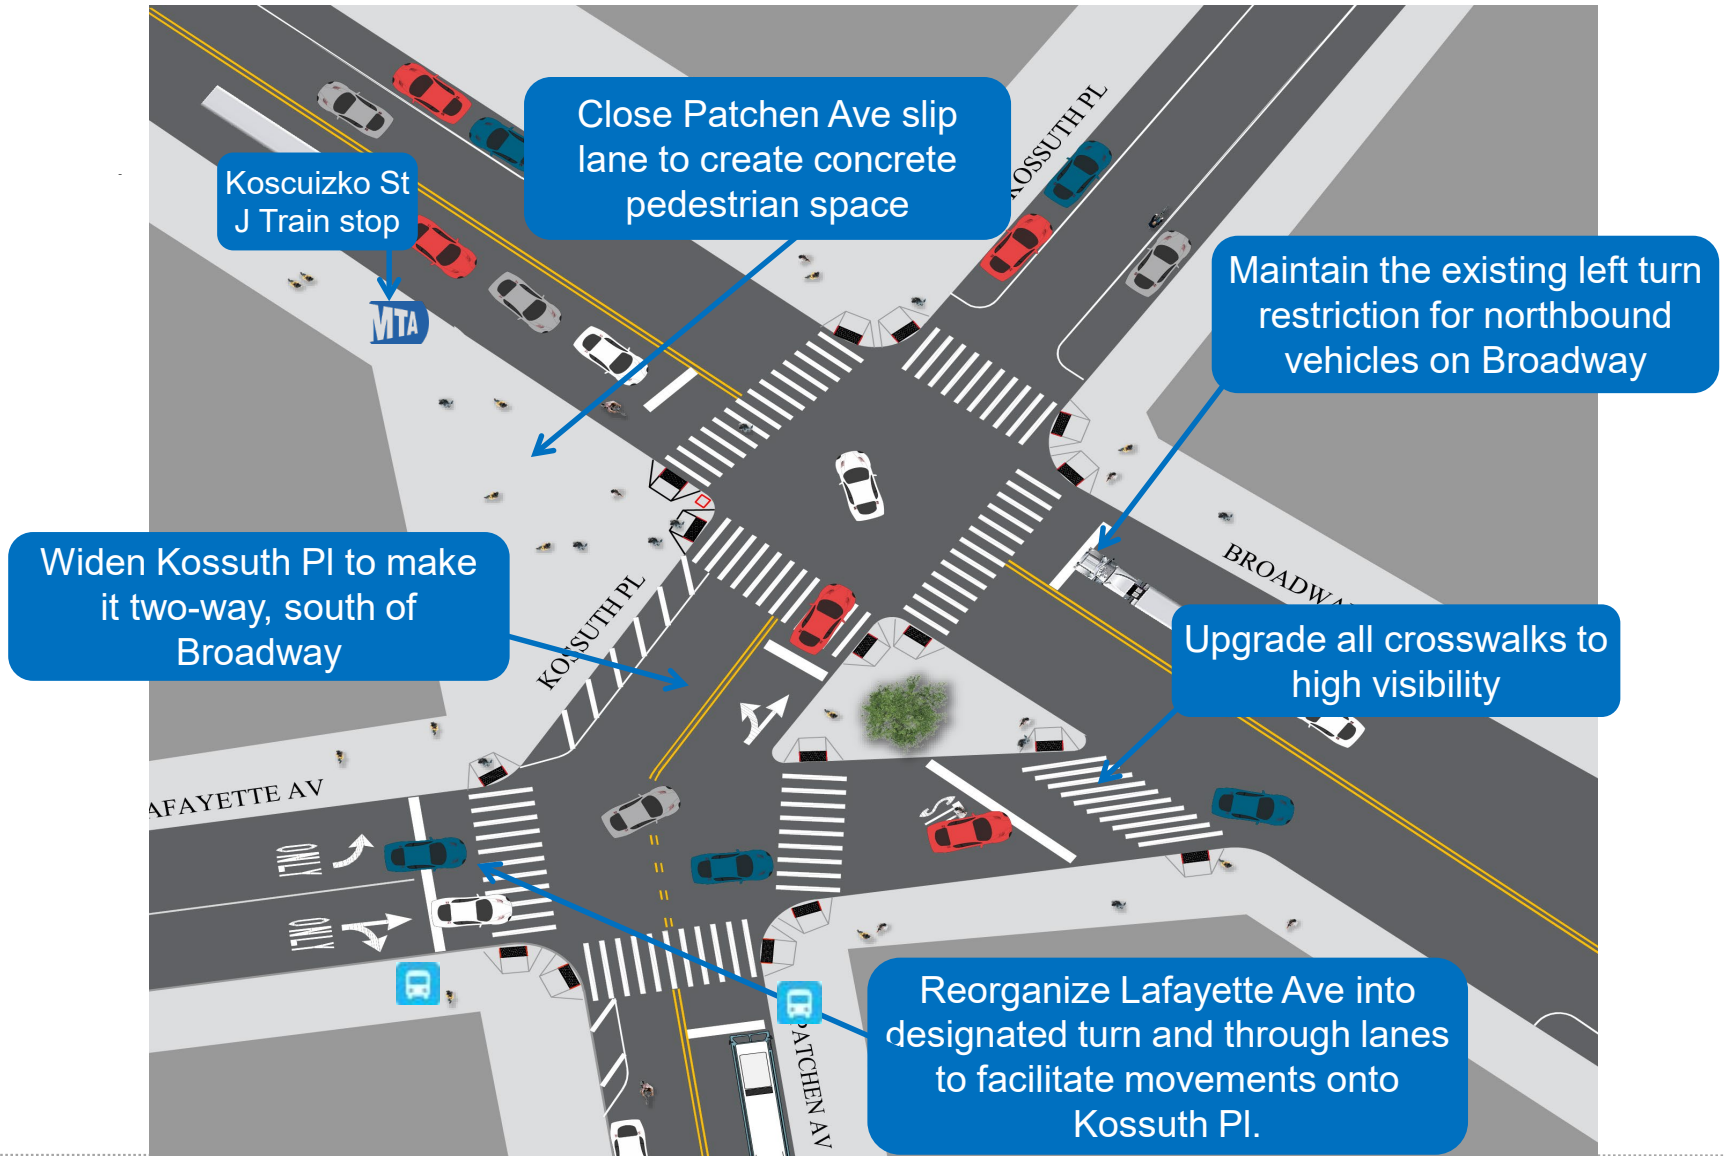 Close Patchen Ave slip
lane to create concrete
pedestrian space
KOSSUTH PL
Koscuizko St
J Train stop
MTA
Maintain the existing left turn
restriction for northbound
vehicles on Broadway
Widen Kossuth Pl to make
it two-way, south of
Broadway
KOSSUTH PL
BROADWA
Upgrade all crosswalks to
high visibility
AFAYETTE AV
ONLY
ONLY
ST
Reorganize Lafayette Ave into
designated turn and through lanes
to facilitate movements onto
Kossuth Pl.
PATCHEN AV